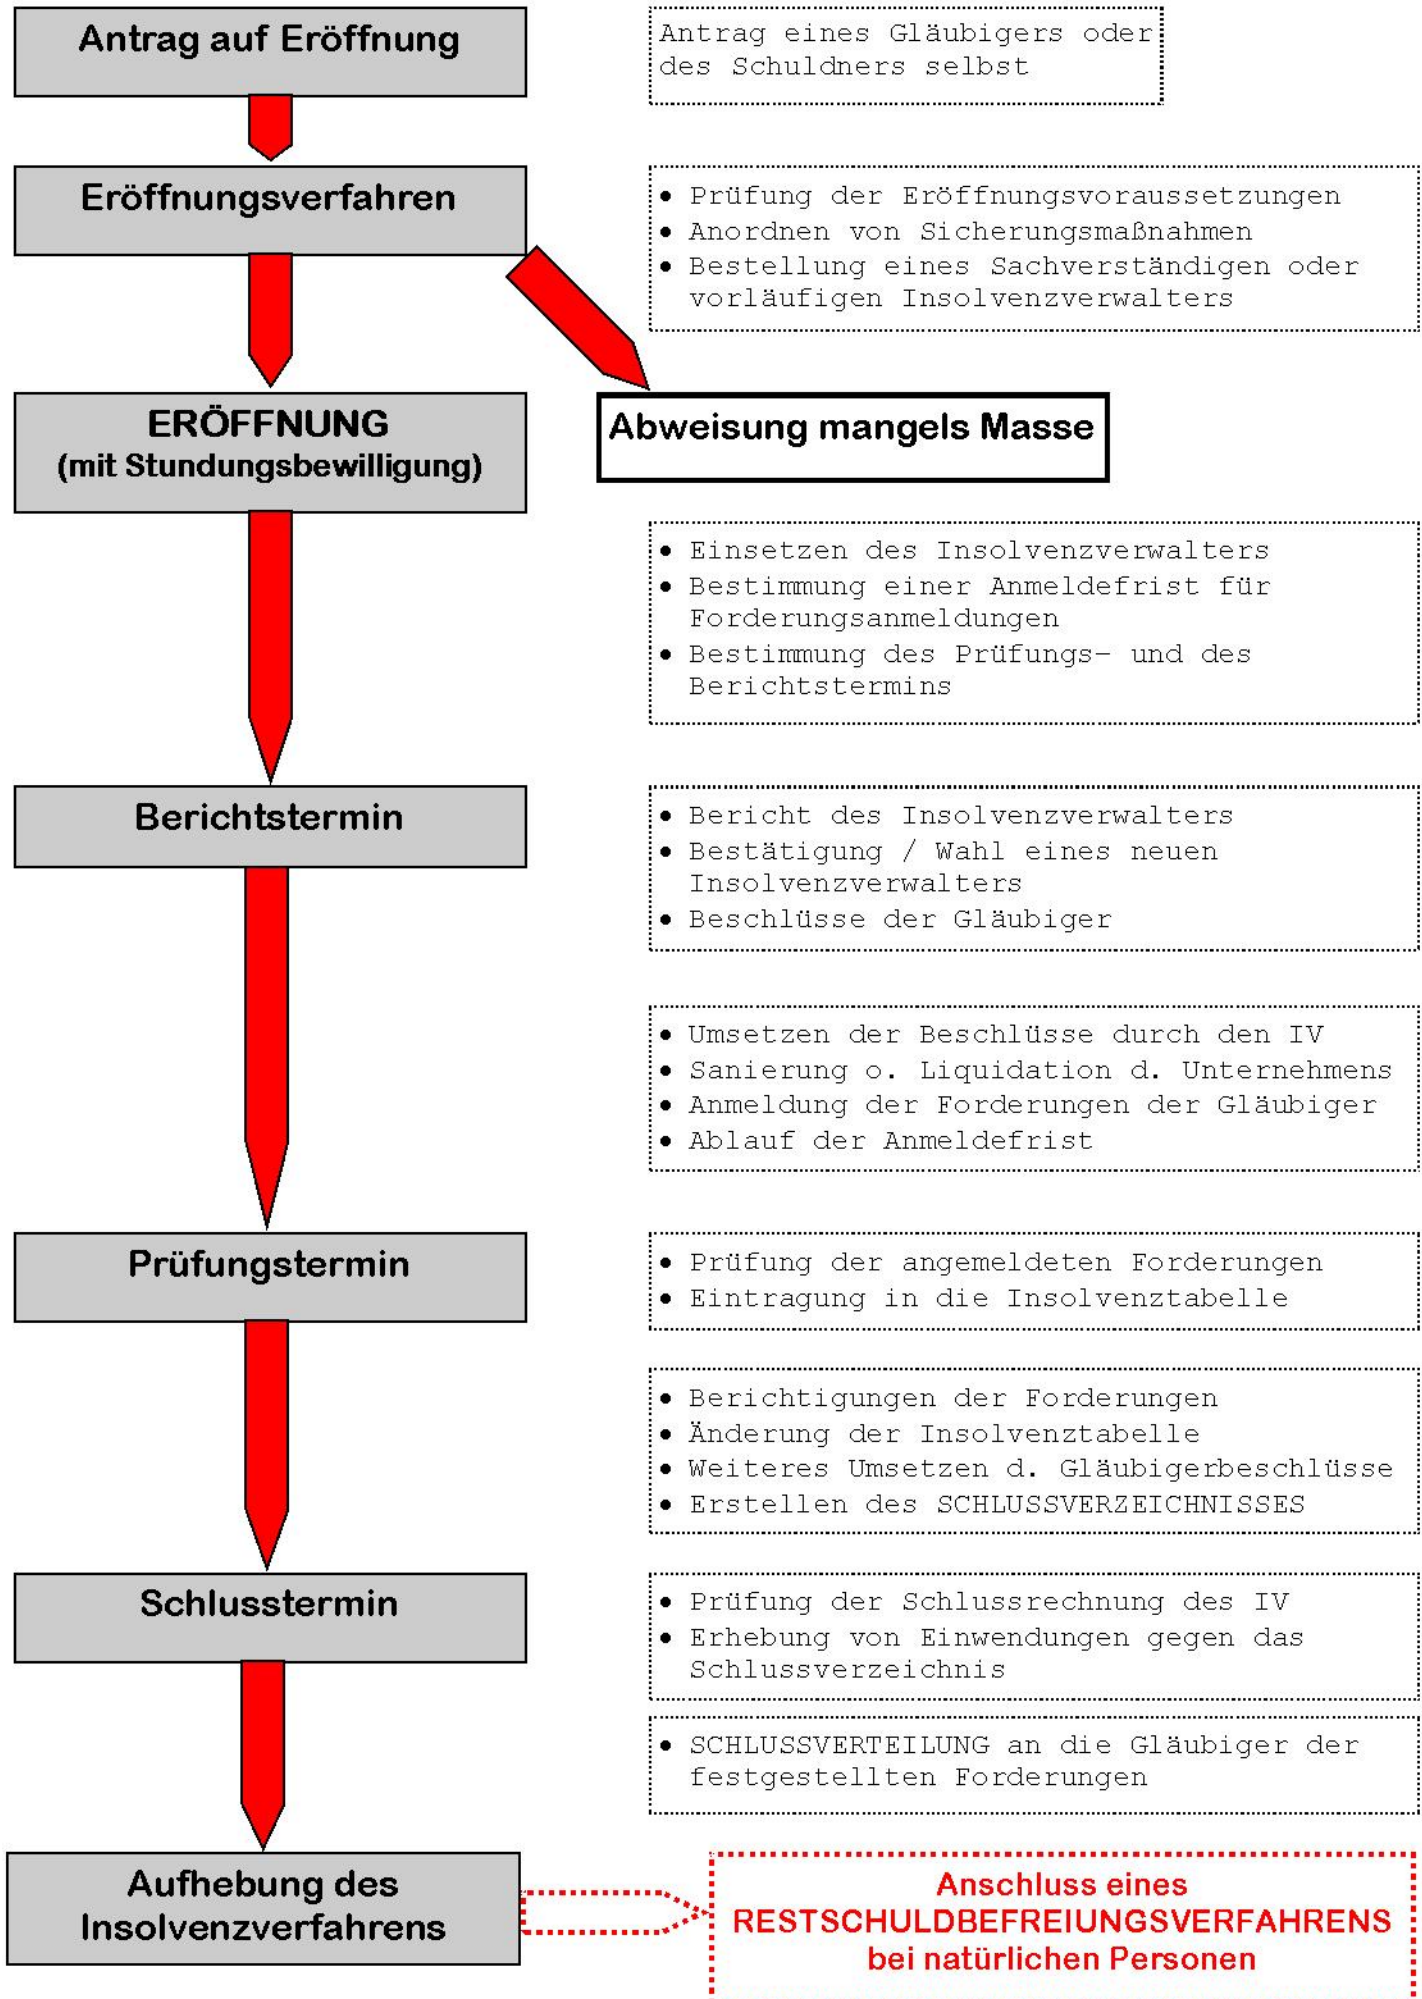 Antrag auf Eröffnung
Antrag eines Gläubigers oder
des Schuldners selbst
Eröffnungsverfahren
• Prüfung der Eröffnungsvoraussetzungen
• Anordnen von Sicherungsmaßnahmen
• Bestellung eines Sachverständigen oder
vorläufigen Insolvenzverwalters
ERÖFFNUNG
(mit Stundungsbewilligung)
Abweisung mangels Masse
• Einsetzen des Insolvenzverwalters
• Bestimmung einer Anmeldefrist für
Forderungsanmeldungen
• Bestimmung des Prüfungs- und des
Berichtstermins
Berichtstermin
• Bericht des Insolvenzverwalters
• Bestätigung / Wahl eines neuen
Insolvenzverwalters
• Beschlüsse der Gläubiger
• Umsetzen der Beschlüsse durch den IV
• Sanierung o. Liquidation d. Unternehmens
• Anmeldung der Forderungen der Gläubiger
• Ablauf der Anmeldefrist
Prüfungstermin
• Prüfung der angemeldeten Forderungen
• Eintragung in die Insolvenztabelle
• Berichtigungen der Forderungen
• Änderung der Insolvenztabelle
• Weiteres Umsetzen d. Gläubigerbeschlüsse
• Erstellen des SCHLUSSVERZEICHNISSES
Schlusstermin
• Prüfung der Schlussrechnung des IV
• Erhebung von Einwendungen gegen das
Schlussverzeichnis
• SCHLUSSVERTEILUNG an die Gläubiger der
festgestellten Forderungen
Aufhebung des
Insolvenzverfahrens
Anschluss eines
RESTSCHULDBEFREIUNGSVERFAHRENS
bei natürlichen Personen